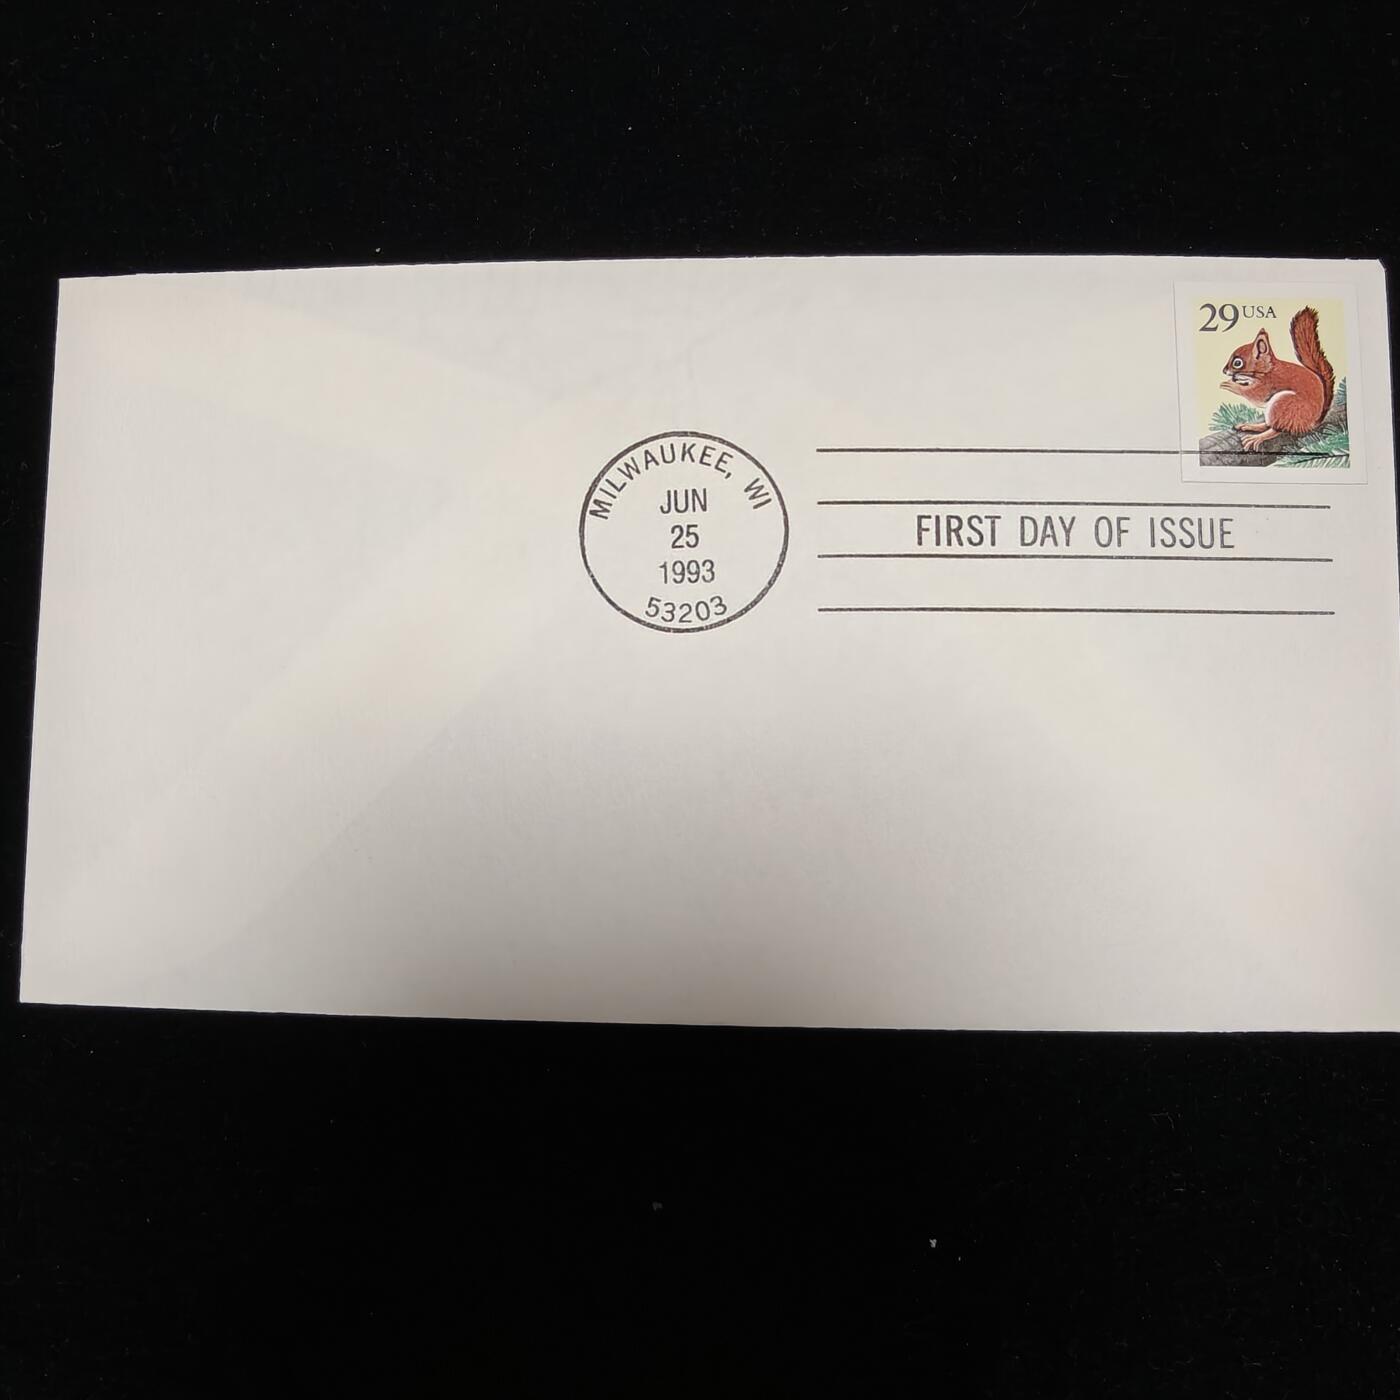 29 USA
MILWAUKEE, WI
JUN
25
1993
53203
FIRST DAY OF ISSUE